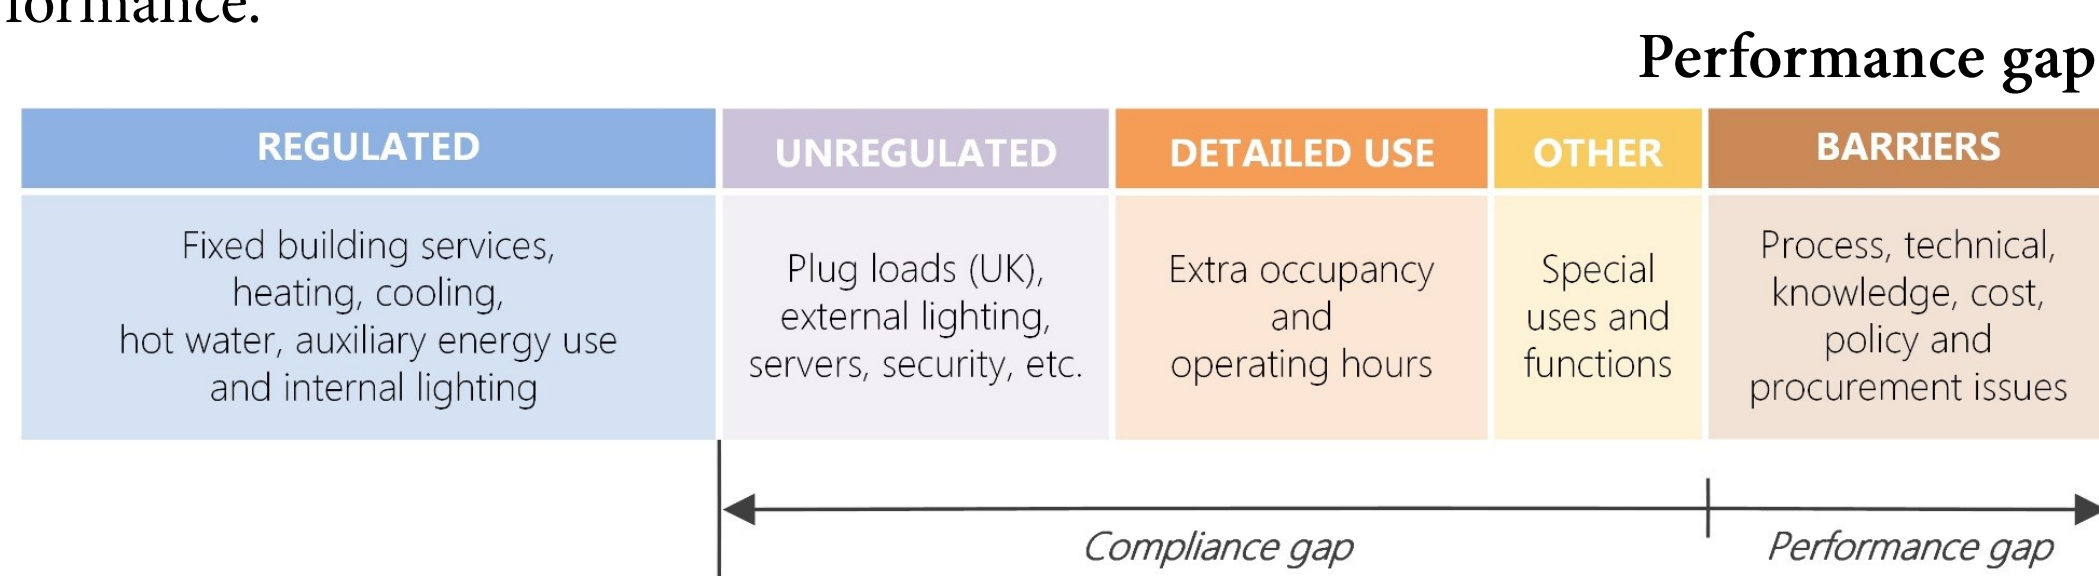 formance.
Performance gap
REGULATED
UNREGULATED
DETAILED USE
OTHER
BARRIERS
Fixed building services,
heating, cooling,
hot water, auxiliary energy use
and internal lighting
Plug loads (UK),
external lighting,
servers, security, etc.
Extra occupancy
and
operating hours
Special
uses and
functions
Process, technical,
knowledge, cost,
policy and
procurement issues
Compliance gap
Performance gap